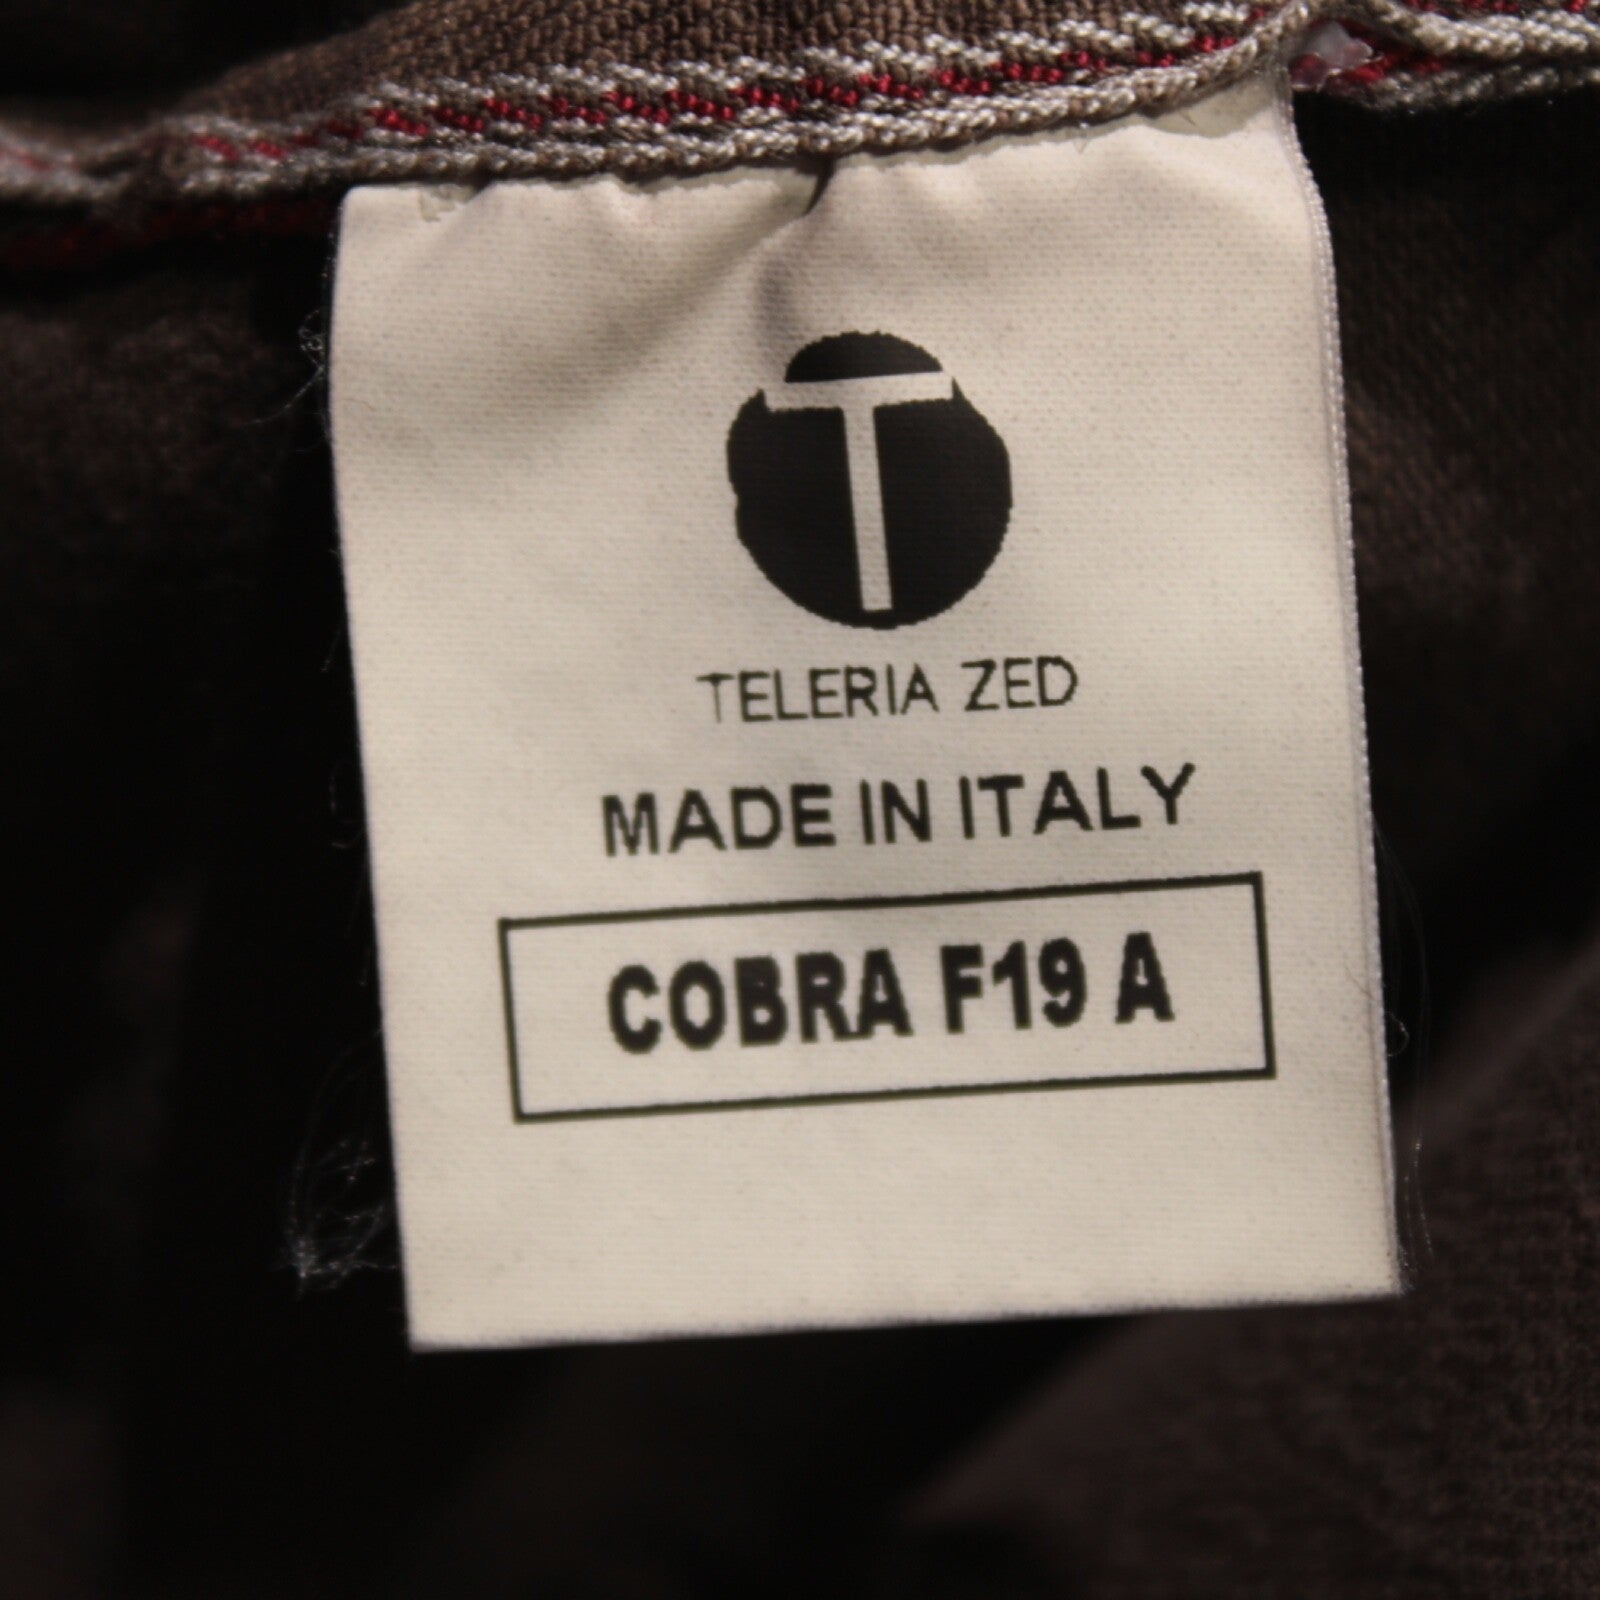 T
TELERIA ZED
MADE IN ITALY
COBRA F19 A